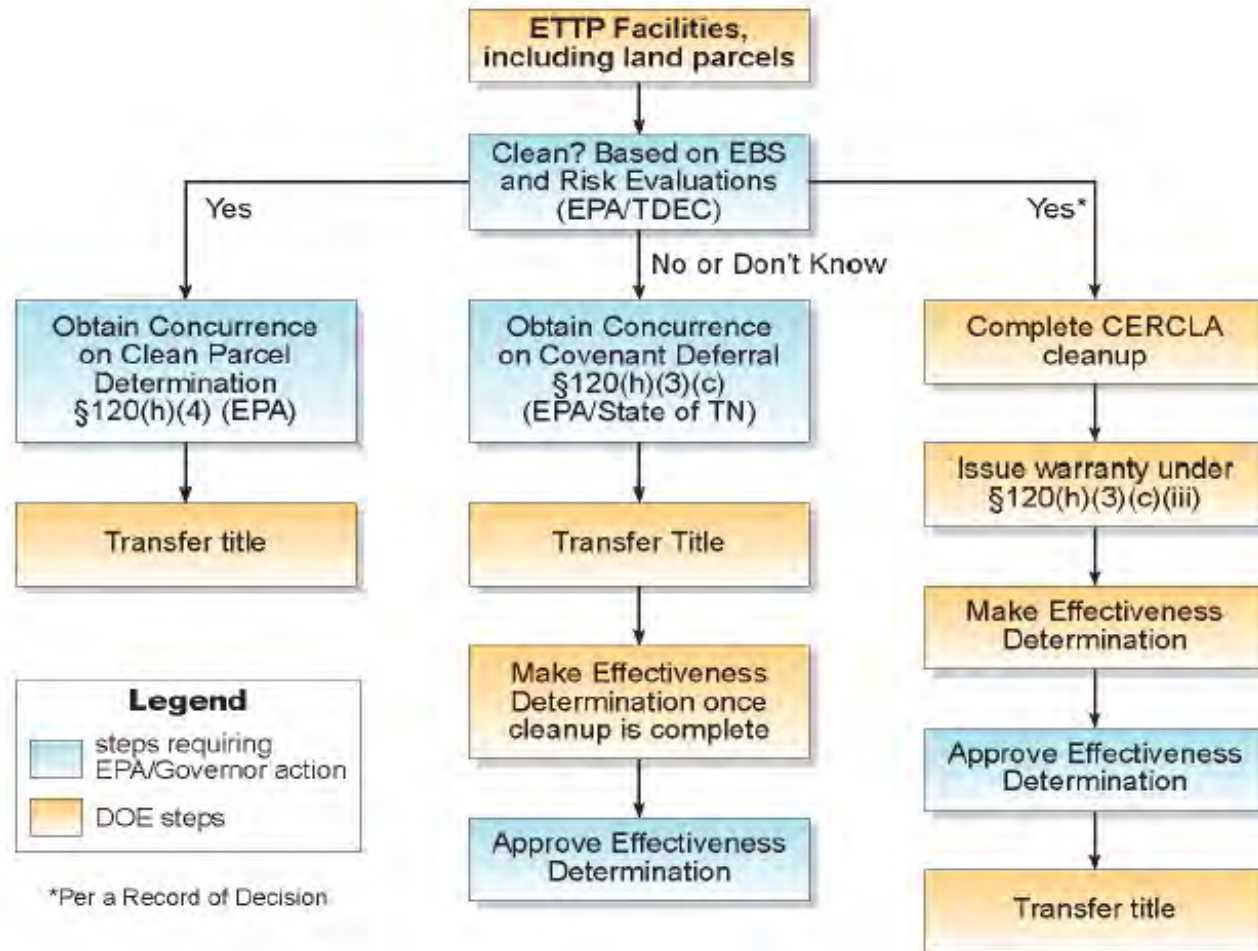 ETTP Facilities,
including land parcels
Clean? Based on EBS
and Risk Evaluations
(EPA/TDEC)
Yes
No or Don't Know
Yes*
Obtain Concurrence
on Clean Parcel
Determination
§120(h)(4) (EPA)
Transfer title
Obtain Concurrence
on Covenant Deferral
§120(h)(3)(c)
(EPA/State of TN)
Transfer Title
Make Effectiveness
Determination once
cleanup is complete
Approve Effectiveness
Determination
Complete CERCLA
cleanup
Issue warranty under
§120(h)(3)(c)(iii)
Make Effectiveness
Determination
Approve Effectiveness
Determination
Transfer title
Legend
steps requiring
EPA/Governor action
DOE steps
*Per a Record of Decision